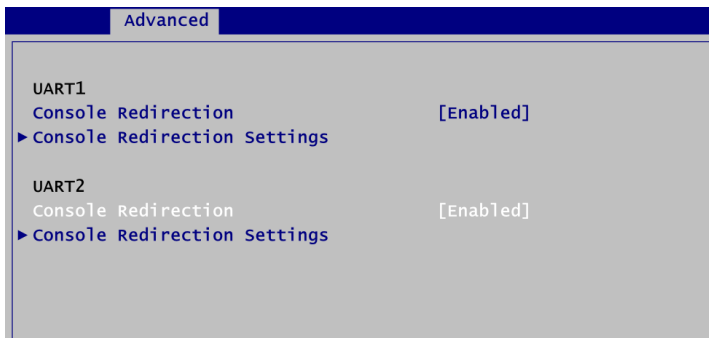 Advanced
UART1
Console Redirection [Enabled]
► Console Redirection Settings
UART2
Console Redirection [Enabled]
► Console Redirection Settings